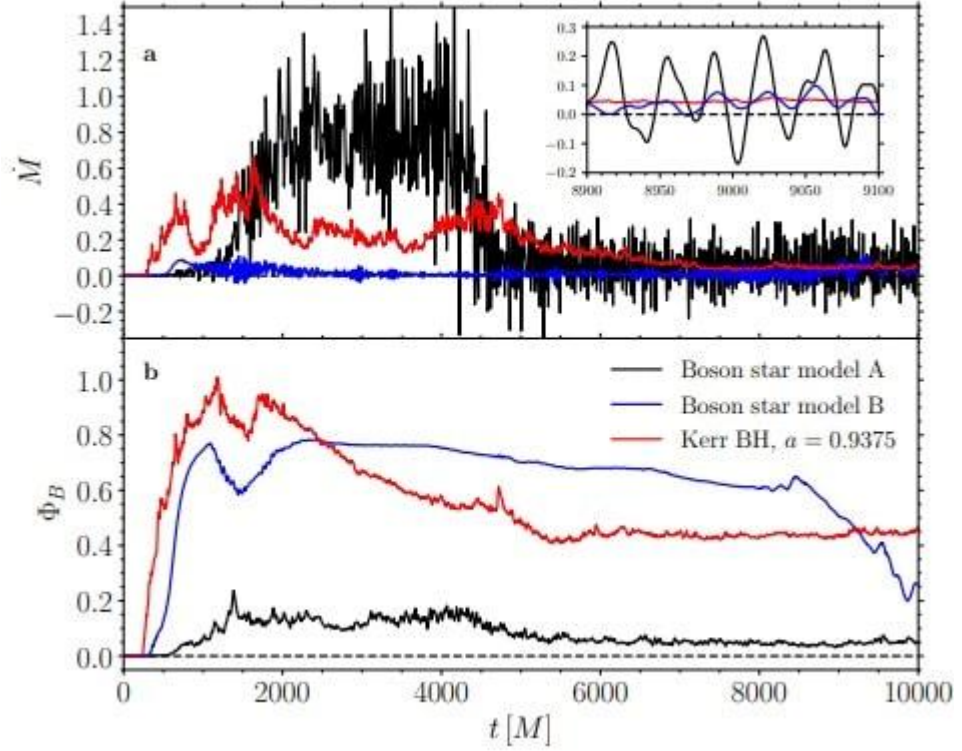 a
Ṁ
1.4
1.2
1.0
0.8
0.6
0.4
0.2
0.0
−0.2
0.3
0.2
0.1
0.0
−0.1
−0.2
8900 8950 9000 9050 9100
b
Φ_B
1.0
0.8
0.6
0.4
0.2
0.0
Boson star model A
Boson star model B
Kerr BH, a = 0.9375
0 2000 4000 6000 8000 10000
t [M]